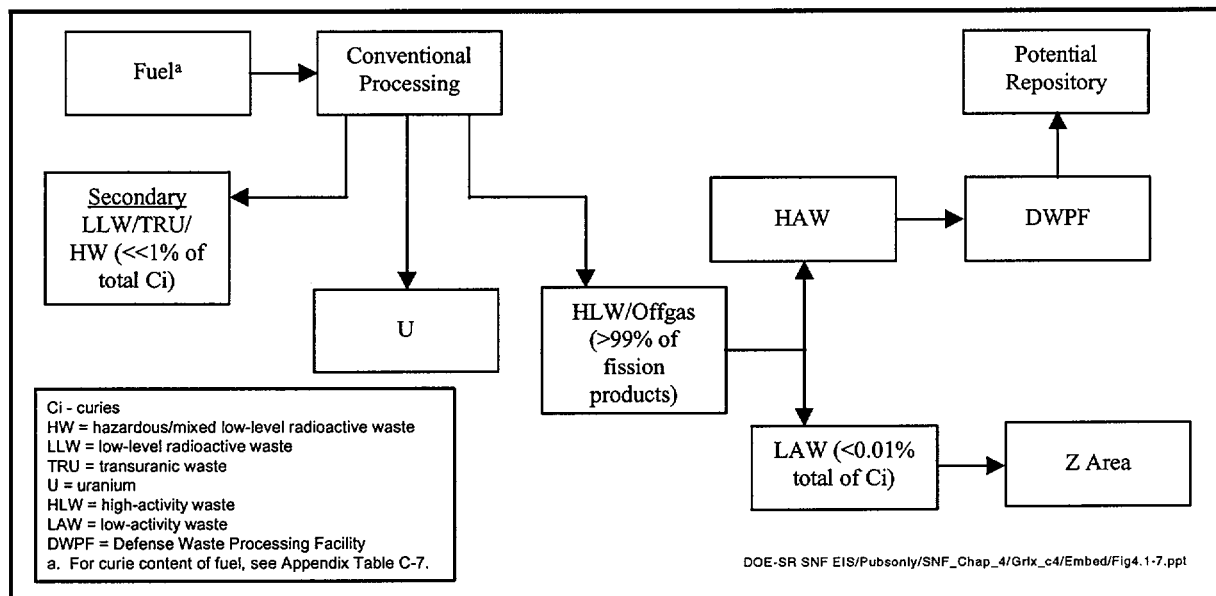 Fuelᵃ
Conventional
Processing
Potential
Repository
Secondary
LLW/TRU/
HW (<<1% of
total Ci)
U
HLW/Offgas
(>99% of
fission
products)
HAW
DWPF
LAW (<0.01%
total of Ci)
Z Area
Ci - curies
HW = hazardous/mixed low-level radioactive waste
LLW = low-level radioactive waste
TRU = transuranic waste
U = uranium
HLW = high-activity waste
LAW = low-activity waste
DWPF = Defense Waste Processing Facility
a. For curie content of fuel, see Appendix Table C-7.
DOE-SR SNF EIS/Pubsonly/SNF_Chap_4/Grfx_c4/Embed/Fig4.1-7.ppt